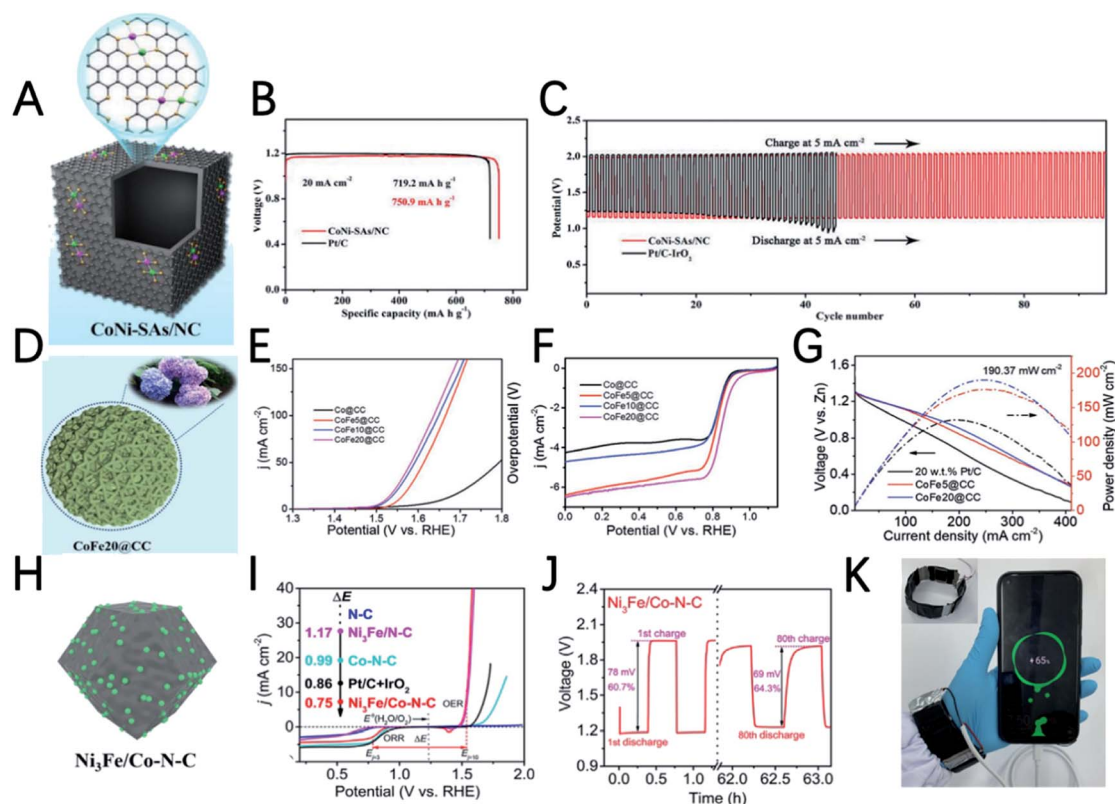 A
CoNi-SAs/NC
B
Voltage (V)
1.2
0.8
0.4
0.0
20 mA cm⁻²
719.2 mA h g⁻¹
750.9 mA h g⁻¹
CoNi-SAs/NC
Pt/C
0 200 400 600 800
Specific capacity (mA h g⁻¹)
C
Potential (V)
2.5
2.0
1.5
1.0
0.5
0.0
Charge at 5 mA cm⁻²
Discharge at 5 mA cm⁻²
CoNi-SAs/NC
Pt/C-IrO₂
0 20 40 60 80
Cycle number
D
CoFe20@CC
E
j (mA cm⁻²)
150
100
50
0
Co@CC
CoFe5@CC
CoFe10@CC
CoFe20@CC
1.3 1.4 1.5 1.6 1.7 1.8
Potential (V vs. RHE)
Overpotential (V)
F
j (mA cm⁻²)
0
-2
-4
-6
Co@CC
CoFe5@CC
CoFe10@CC
CoFe20@CC
0.0 0.2 0.4 0.6 0.8 1.0
Potential (V vs. RHE)
G
Voltage (V vs. Zn)
1.6
1.2
0.8
0.4
0.0
190.37 mW cm⁻²
20 w.t.% Pt/C
CoFe5@CC
CoFe20@CC
100 200 300 400
Current density (mA cm⁻²)
200
150
100
50
0
Power density (mW cm⁻²)
H
Ni₃Fe/Co-N-C
I
j (mA cm⁻²)
40
30
20
10
0
ΔE
N-C
1.17 Ni₃Fe/N-C
0.99 Co-N-C
0.86 Pt/C+IrO₂
0.75 Ni₃Fe/Co-N-C
OER
E°(H₂O/O₂)
ORR
ΔE
Eⱼ₌₃
Eⱼ₌₁₀
0.5 1.0 1.5 2.0
Potential (V vs. RHE)
J
Voltage (V)
2.4
2.1
1.8
1.5
1.2
0.9
Ni₃Fe/Co-N-C
1st charge
80th charge
78 mV
60.7%
69 mV
64.3%
1st discharge
80th discharge
0.0 0.5 1.0 62.0 62.5 63.0
Time (h)
K
65%